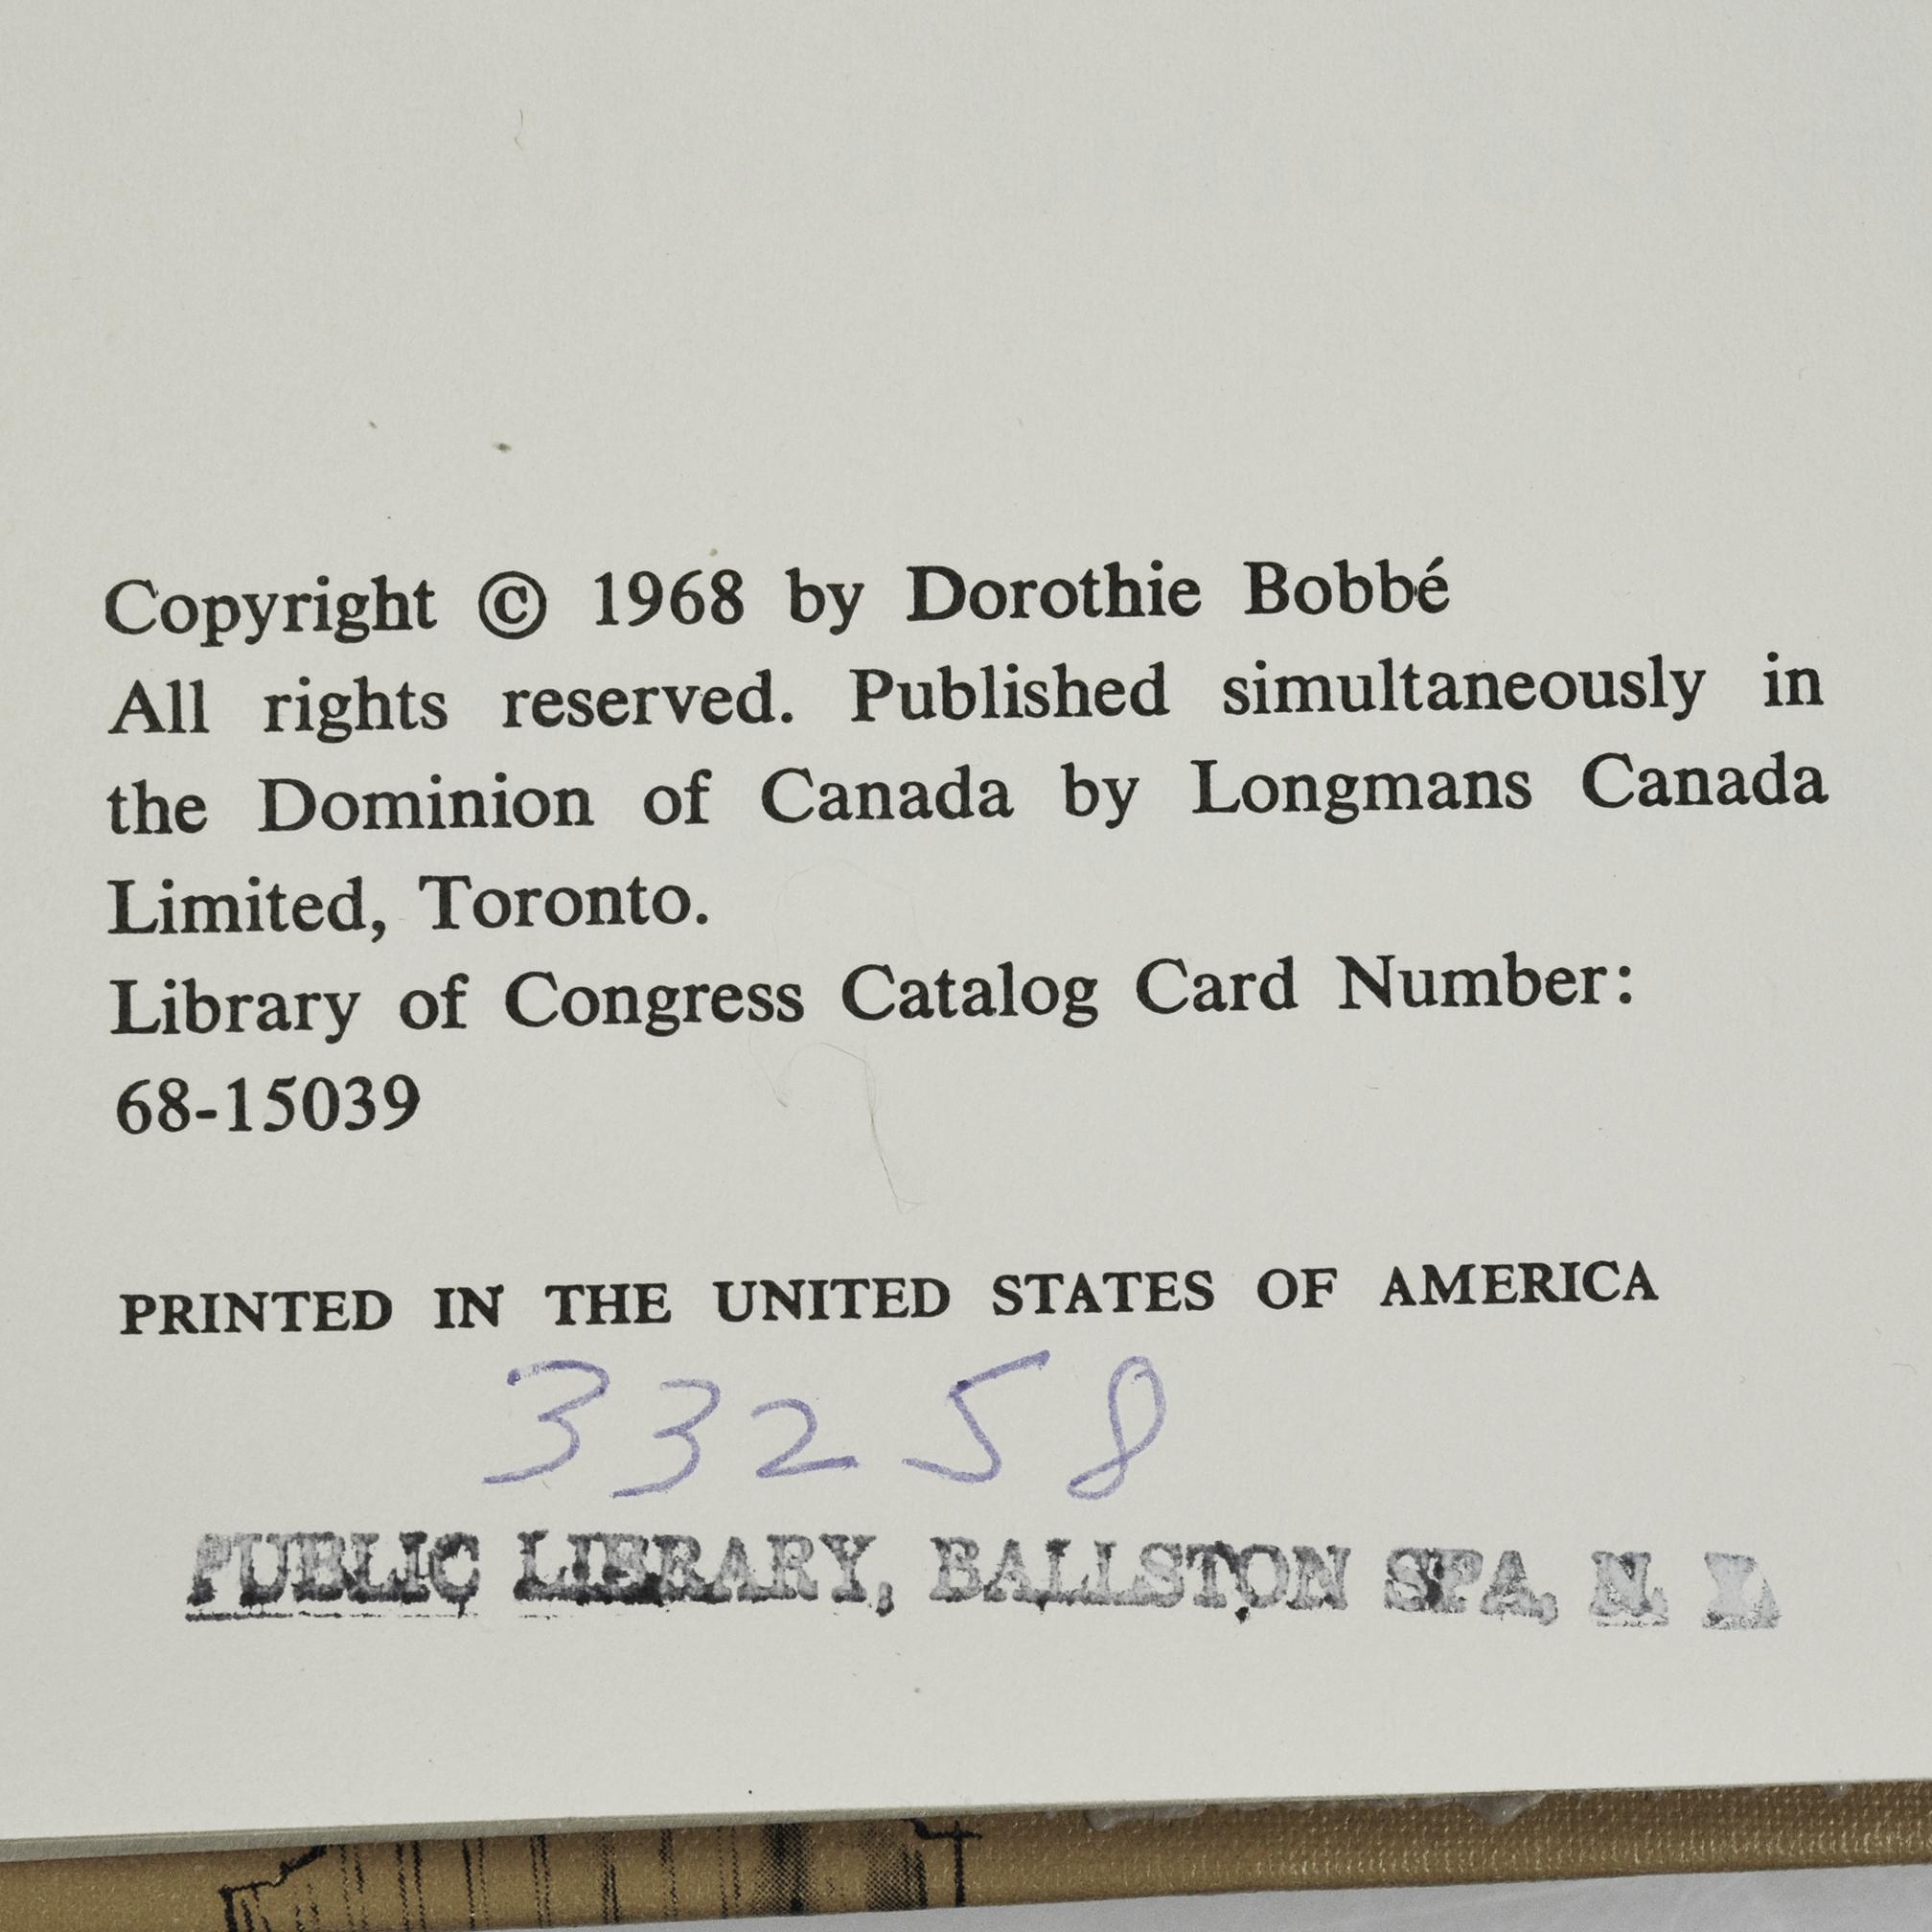 Copyright © 1968 by Dorothie Bobbé
All rights reserved. Published simultaneously in
the Dominion of Canada by Longmans Canada
Limited, Toronto.
Library of Congress Catalog Card Number:
68-15039
PRINTED IN THE UNITED STATES OF AMERICA
33258
PUBLIC LIBRARY, BALLSTON SPA, N. Y.